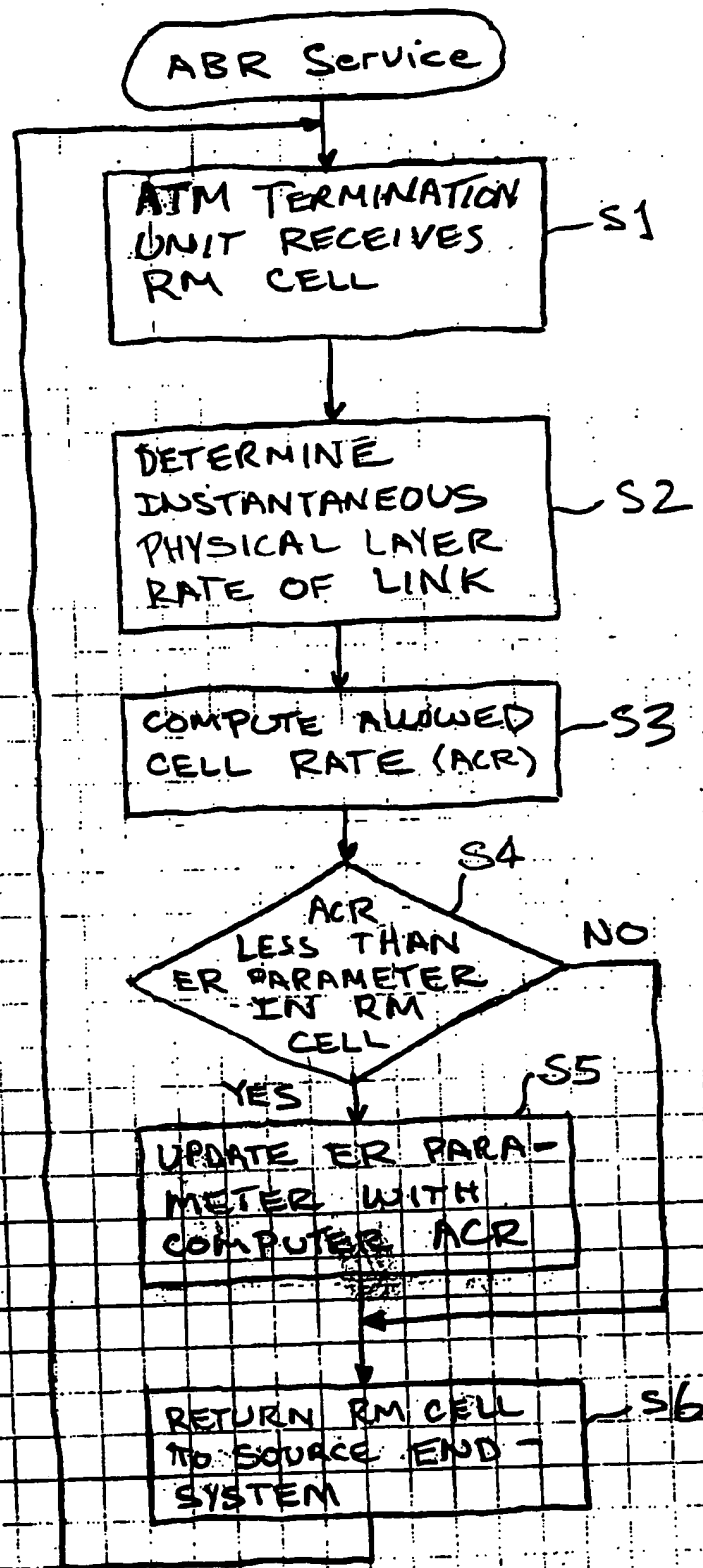 ABR Service
ATM TERMINATION
UNIT RECEIVES
RM CELL
S1
DETERMINE
INSTANTANEOUS
PHYSICAL LAYER
RATE OF LINK
S2
COMPUTE ALLOWED
CELL RATE (ACR)
S3
S4
ACR
LESS THAN
ER PARAMETER
IN RM
CELL
NO
YES
S5
UPDATE ER PARA-
METER WITH
COMPUTER ACR
RETURN RM CELL
TO SOURCE END-
SYSTEM
S6